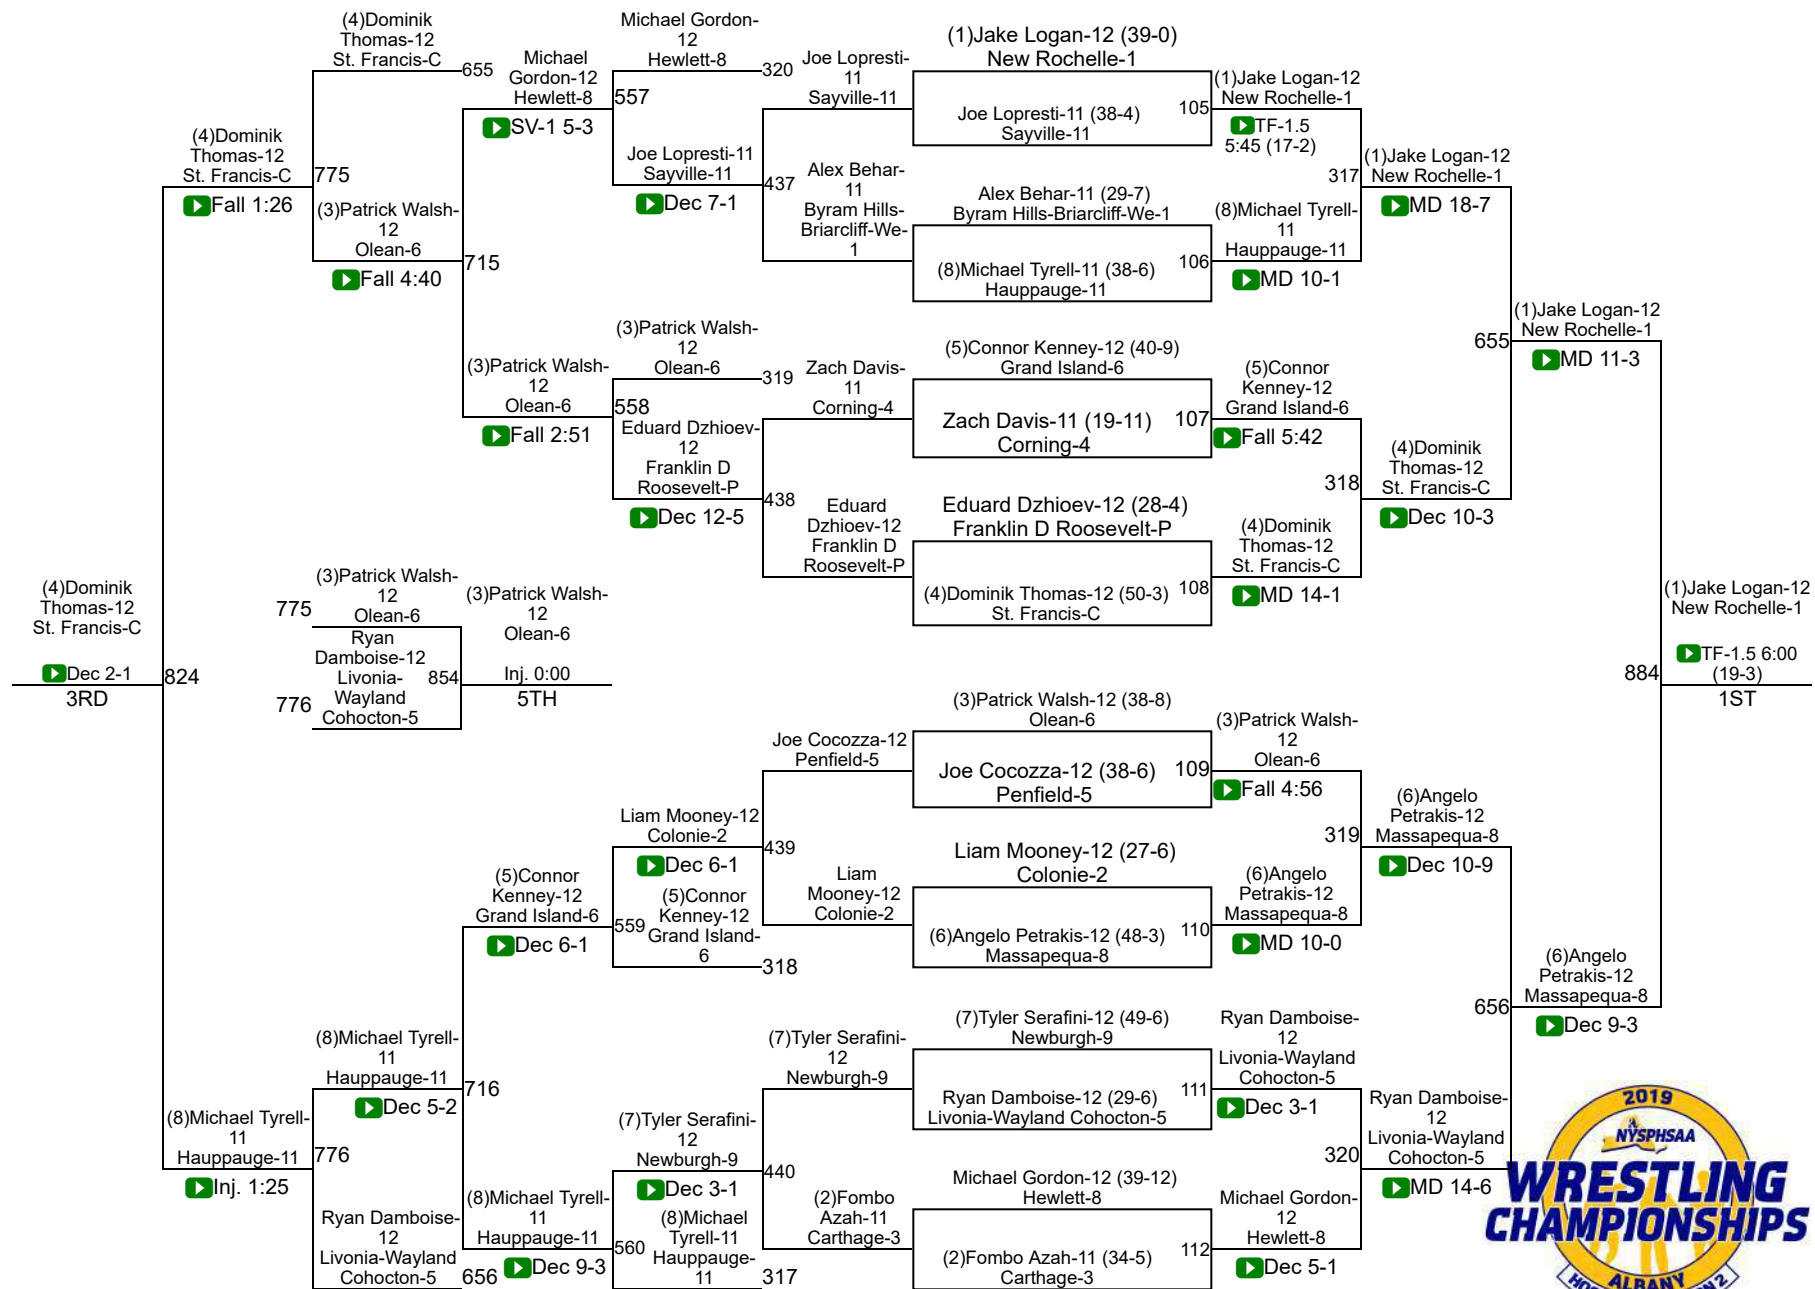 (4)Dominik
Thomas-12
St. Francis-C
655
(4)Dominik
Thomas-12
St. Francis-C
Fall 1:26
775
(3)Patrick Walsh-
12
Olean-6
Fall 4:40
Michael
Gordon-12
Hewlett-8
SV-1 5-3
715
(3)Patrick Walsh-
12
Olean-6
Fall 2:51
Michael Gordon-
12
Hewlett-8
320
557
Joe Lopresti-11
Sayville-11
Dec 7-1
437
(3)Patrick Walsh-
12
Olean-6
319
558
Eduard Dzhioev-
12
Franklin D
Roosevelt-P
Dec 12-5
438
Joe Lopresti-
11
Sayville-11
Alex Behar-
11
Byram Hills-
Briarcliff-We-
1
Zach Davis-
11
Corning-4
Eduard
Dzhioev-12
Franklin D
Roosevelt-P
(1)Jake Logan-12 (39-0)
New Rochelle-1
Joe Lopresti-11 (38-4)
Sayville-11
105
Alex Behar-11 (29-7)
Byram Hills-Briarcliff-We-1
(8)Michael Tyrell-11 (38-6)
Hauppauge-11
106
(5)Connor Kenney-12 (40-9)
Grand Island-6
Zach Davis-11 (19-11)
Corning-4
107
Eduard Dzhioev-12 (28-4)
Franklin D Roosevelt-P
(4)Dominik Thomas-12 (50-3)
St. Francis-C
108
(1)Jake Logan-12
New Rochelle-1
TF-1.5
5:45 (17-2)
317
(8)Michael Tyrell-
11
Hauppauge-11
MD 10-1
(5)Connor
Kenney-12
Grand Island-6
Fall 5:42
318
(4)Dominik
Thomas-12
St. Francis-C
MD 14-1
(1)Jake Logan-12
New Rochelle-1
MD 18-7
(4)Dominik
Thomas-12
St. Francis-C
Dec 10-3
655
(1)Jake Logan-12
New Rochelle-1
MD 11-3
(4)Dominik
Thomas-12
St. Francis-C
Dec 2-1
3RD
824
775
(3)Patrick Walsh-
12
Olean-6
776
Ryan
Damboise-12
Livonia-
Wayland
Cohocton-5
854
(3)Patrick Walsh-
12
Olean-6
Inj. 0:00
5TH
884
(1)Jake Logan-12
New Rochelle-1
TF-1.5 6:00
(19-3)
1ST
(8)Michael Tyrell-
11
Hauppauge-11
Inj. 1:25
776
(8)Michael Tyrell-
11
Hauppauge-11
Dec 5-2
Ryan Damboise-
12
Livonia-Wayland
Cohocton-5
656
716
(5)Connor
Kenney-12
Grand Island-6
Dec 6-1
(8)Michael Tyrell-
11
Hauppauge-11
Dec 9-3
Liam Mooney-12
Colonie-2
Dec 6-1
559
(5)Connor
Kenney-12
Grand Island-
6
318
(7)Tyler Serafini-
12
Newburgh-9
Dec 3-1
560
(8)Michael
Tyrell-11
Hauppauge-
11
317
Joe Cocozza-12
Penfield-5
439
Liam
Mooney-12
Colonie-2
(7)Tyler Serafini-
12
Newburgh-9
440
(2)Fombo
Azah-11
Carthage-3
(3)Patrick Walsh-12 (38-8)
Olean-6
Joe Cocozza-12 (38-6)
Penfield-5
109
Liam Mooney-12 (27-6)
Colonie-2
(6)Angelo Petrakis-12 (48-3)
Massapequa-8
110
(7)Tyler Serafini-12 (49-6)
Newburgh-9
Ryan Damboise-12 (29-6)
Livonia-Wayland Cohocton-5
111
Michael Gordon-12 (39-12)
Hewlett-8
(2)Fombo Azah-11 (34-5)
Carthage-3
112
(3)Patrick Walsh-
12
Olean-6
Fall 4:56
319
(6)Angelo
Petrakis-12
Massapequa-8
MD 10-0
Ryan Damboise-
12
Livonia-Wayland
Cohocton-5
Dec 3-1
320
Michael Gordon-
12
Hewlett-8
Dec 5-1
(6)Angelo
Petrakis-12
Massapequa-8
Dec 10-9
Ryan Damboise-
12
Livonia-Wayland
Cohocton-5
MD 14-6
656
(6)Angelo
Petrakis-12
Massapequa-8
Dec 9-3
2019
NYSPHSAA
WRESTLING
CHAMPIONSHIPS
ALBANY